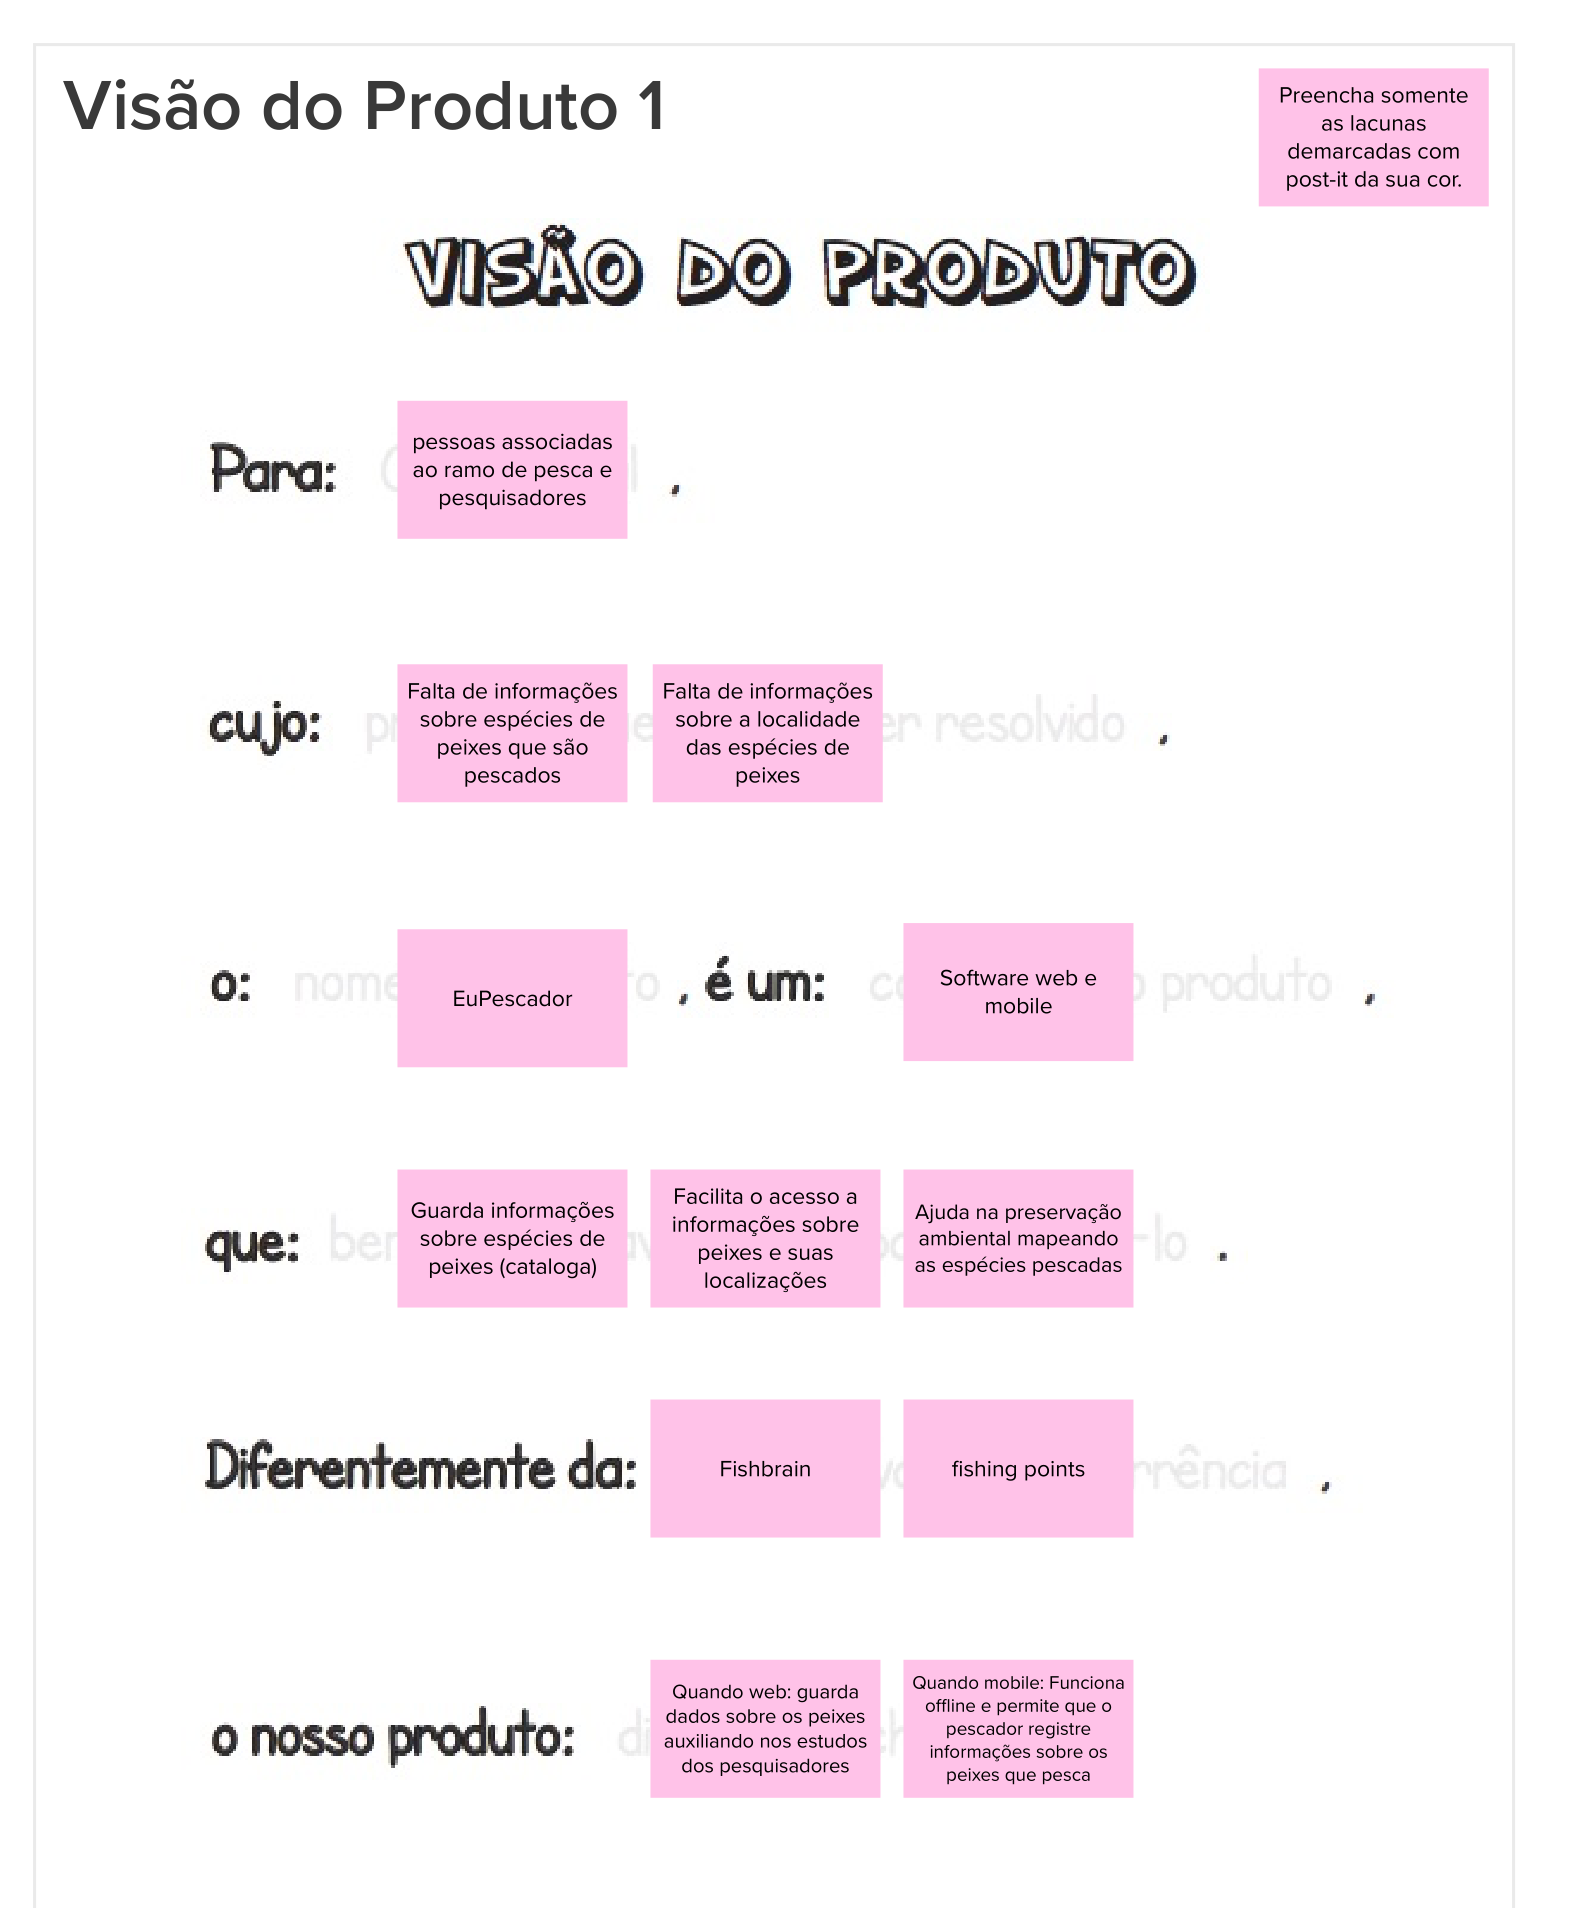 Visão do Produto 1
Preencha somente
as lacunas
demarcadas com
post-it da sua cor.
VISÃO DO PRODUTO
Para:
pessoas associadas
ao ramo de pesca e
pesquisadores
,
cujo:
Falta de informações
sobre espécies de
peixes que são
pescados
Falta de informações
sobre a localidade
das espécies de
peixes
resolvido ,
o:
nome
EuPescador
, é um:
Software web e
mobile
produto ,
que:
Guarda informações
sobre espécies de
peixes (cataloga)
Facilita o acesso a
informações sobre
peixes e suas
localizações
Ajuda na preservação
ambiental mapeando
as espécies pescadas
-lo .
Diferentemente da:
Fishbrain
fishing points
,
o nosso produto:
Quando web: guarda
dados sobre os peixes
auxiliando nos estudos
dos pesquisadores
Quando mobile: Funciona
offline e permite que o
pescador registre
informações sobre os
peixes que pesca